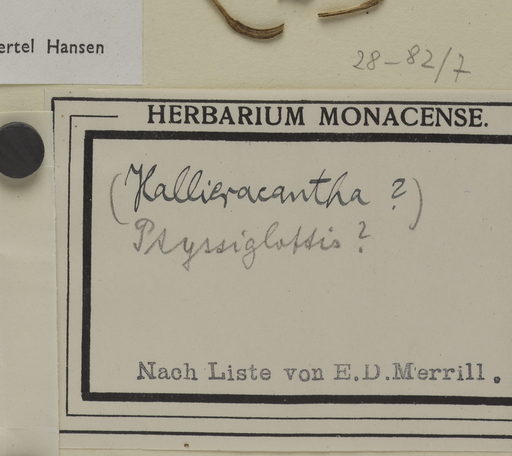 ertel Hansen
28-82/7
HERBARIUM MONACENSE.
(Hallieracantha ?)
Ptyssiglottis ?
Nach Liste von E.D.Merrill.